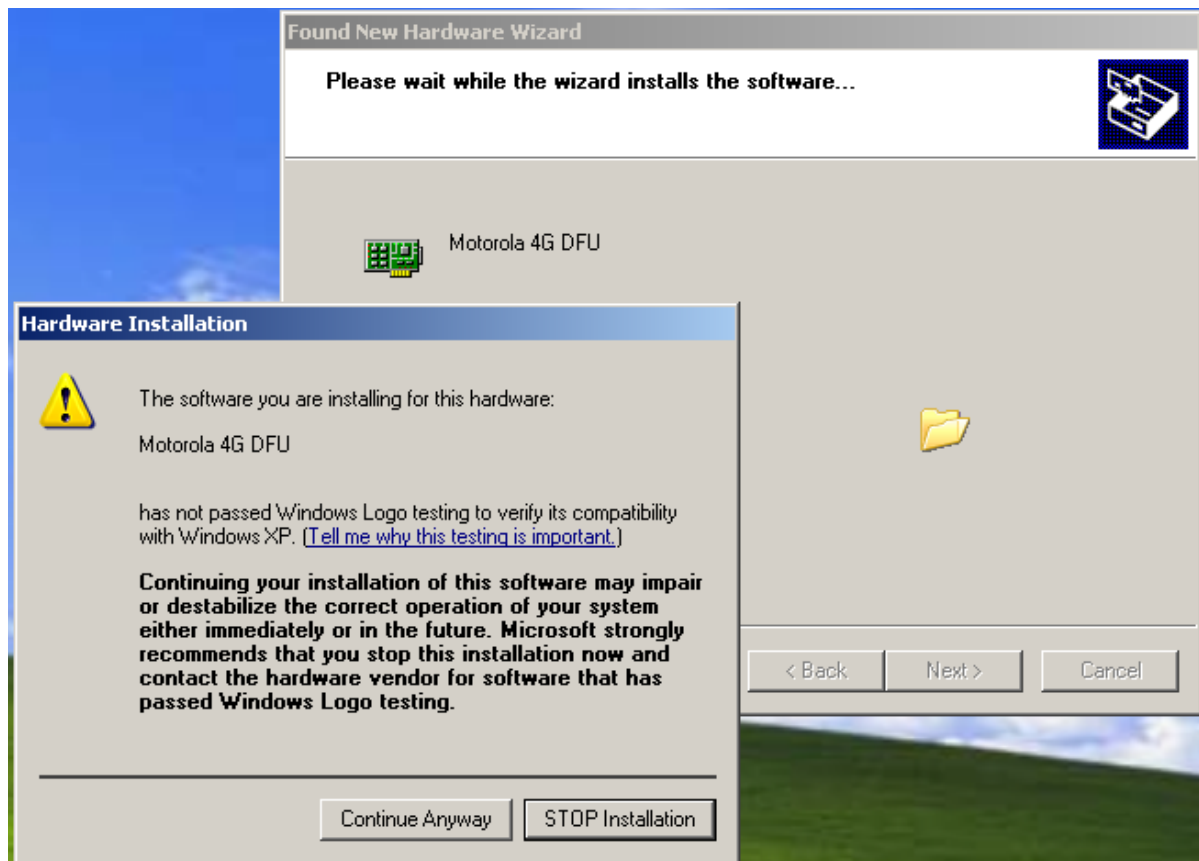 Found New Hardware Wizard
Please wait while the wizard installs the software...
Motorola 4G DFU
Hardware Installation
The software you are installing for this hardware:
Motorola 4G DFU
has not passed Windows Logo testing to verify its compatibility
with Windows XP. (Tell me why this testing is important.)
Continuing your installation of this software may impair
or destabilize the correct operation of your system
either immediately or in the future. Microsoft strongly
recommends that you stop this installation now and
contact the hardware vendor for software that has
passed Windows Logo testing.
< Back Next > Cancel
Continue Anyway STOP Installation